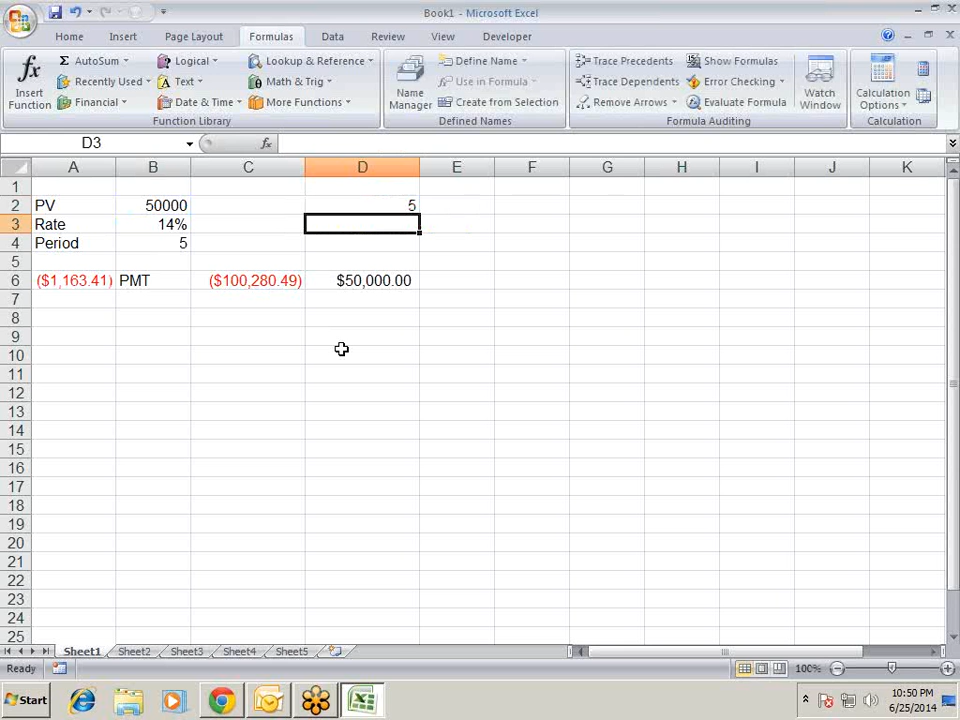 Book1 - Microsoft Excel
Home Insert Page Layout Formulas Data Review View Developer
AutoSum Logical Lookup & Reference Define Name Trace Precedents Show Formulas
Recently Used Text Math & Trig Use in Formula Trace Dependents Error Checking
Insert Function Financial Date & Time More Functions Name Manager Create from Selection Remove Arrows Evaluate Formula Watch Window Calculation Options
Function Library Defined Names Formula Auditing Calculation
D3 fx
A B C D E F G H I J K
1
2 PV 50000 5
3 Rate 14%
4 Period 5
5
6 ($1,163.41) PMT ($100,280.49) $50,000.00
7
8
9
10
11
12
13
14
15
16
17
18
19
20
21
22
23
24
25
Sheet1 Sheet2 Sheet3 Sheet4 Sheet5
Ready 100%
Start 10:50 PM
6/25/2014